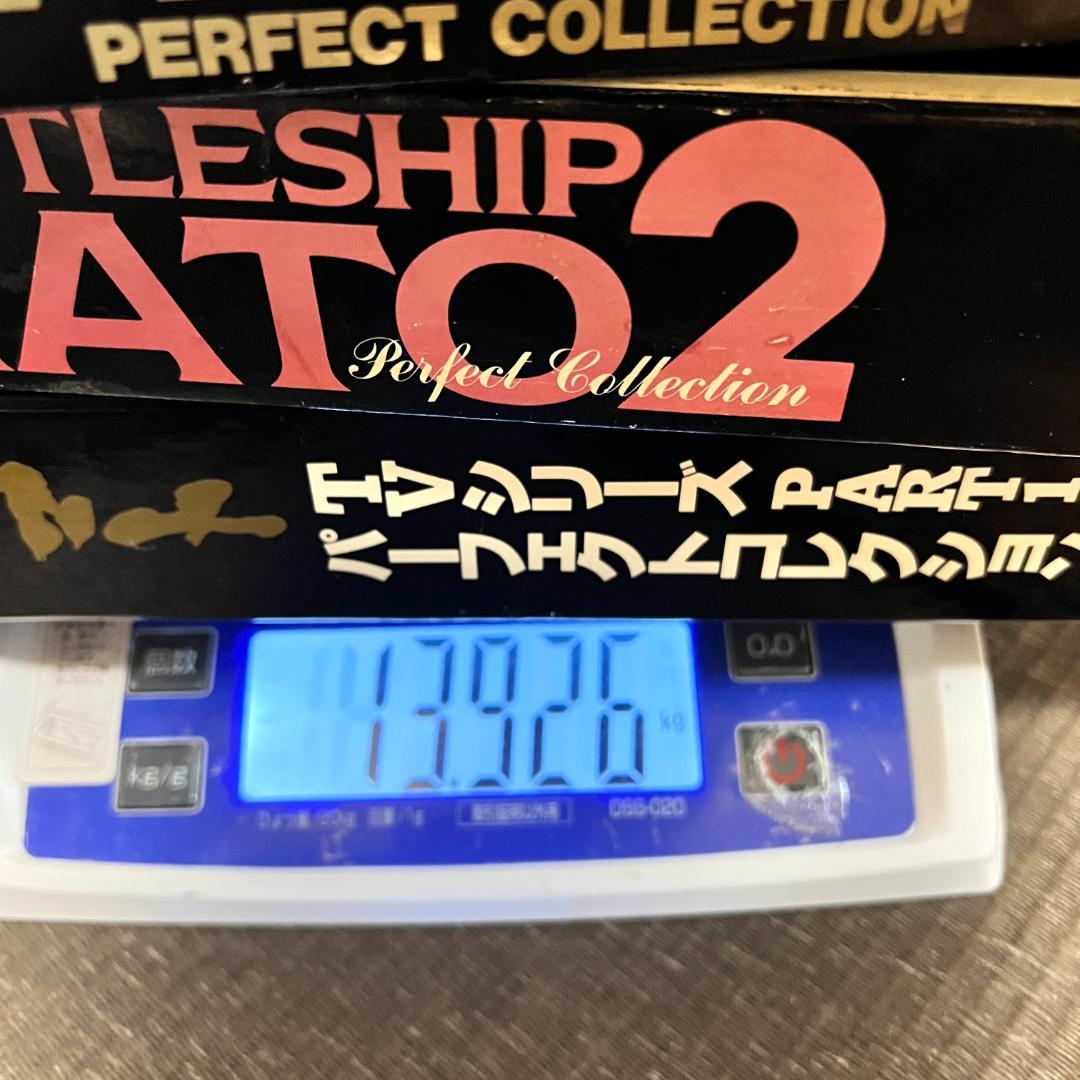 PERFECT COLLECTION
TLESHIP
ATO2
Perfect Collection
TVシリーズ PART1
パーフェクトコレクション
個数
13.926
kg
0.0
kg/g
DSS-020